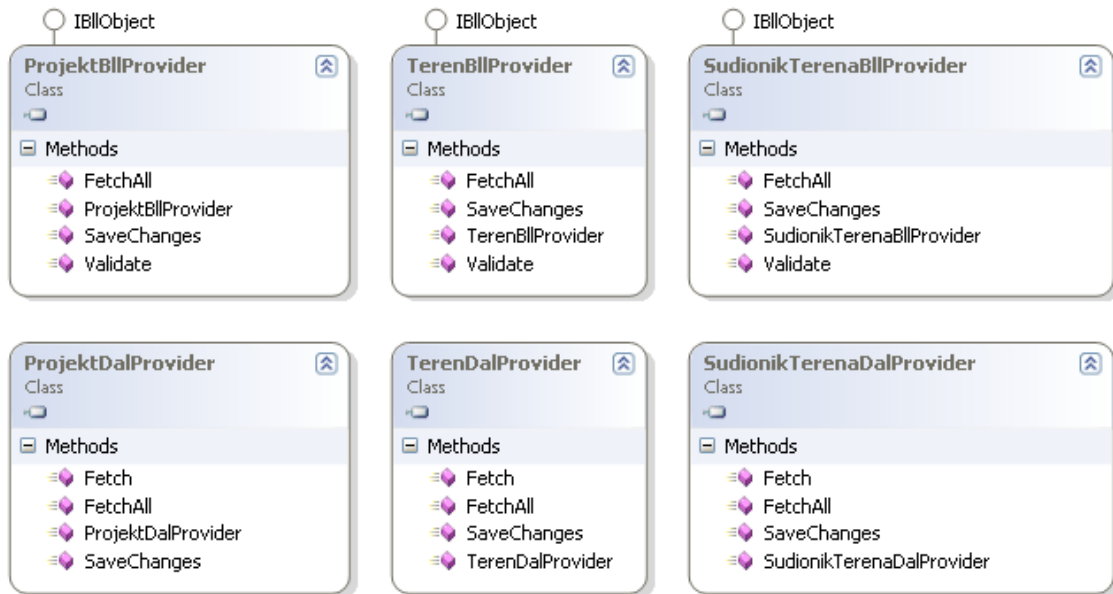 IBllObject
ProjektBllProvider
Class
Methods
FetchAll
ProjektBllProvider
SaveChanges
Validate
IBllObject
TerenBllProvider
Class
Methods
FetchAll
SaveChanges
TerenBllProvider
Validate
IBllObject
SudionikTerenaBllProvider
Class
Methods
FetchAll
SaveChanges
SudionikTerenaBllProvider
Validate
ProjektDalProvider
Class
Methods
Fetch
FetchAll
ProjektDalProvider
SaveChanges
TerenDalProvider
Class
Methods
Fetch
FetchAll
SaveChanges
TerenDalProvider
SudionikTerenaDalProvider
Class
Methods
Fetch
FetchAll
SaveChanges
SudionikTerenaDalProvider